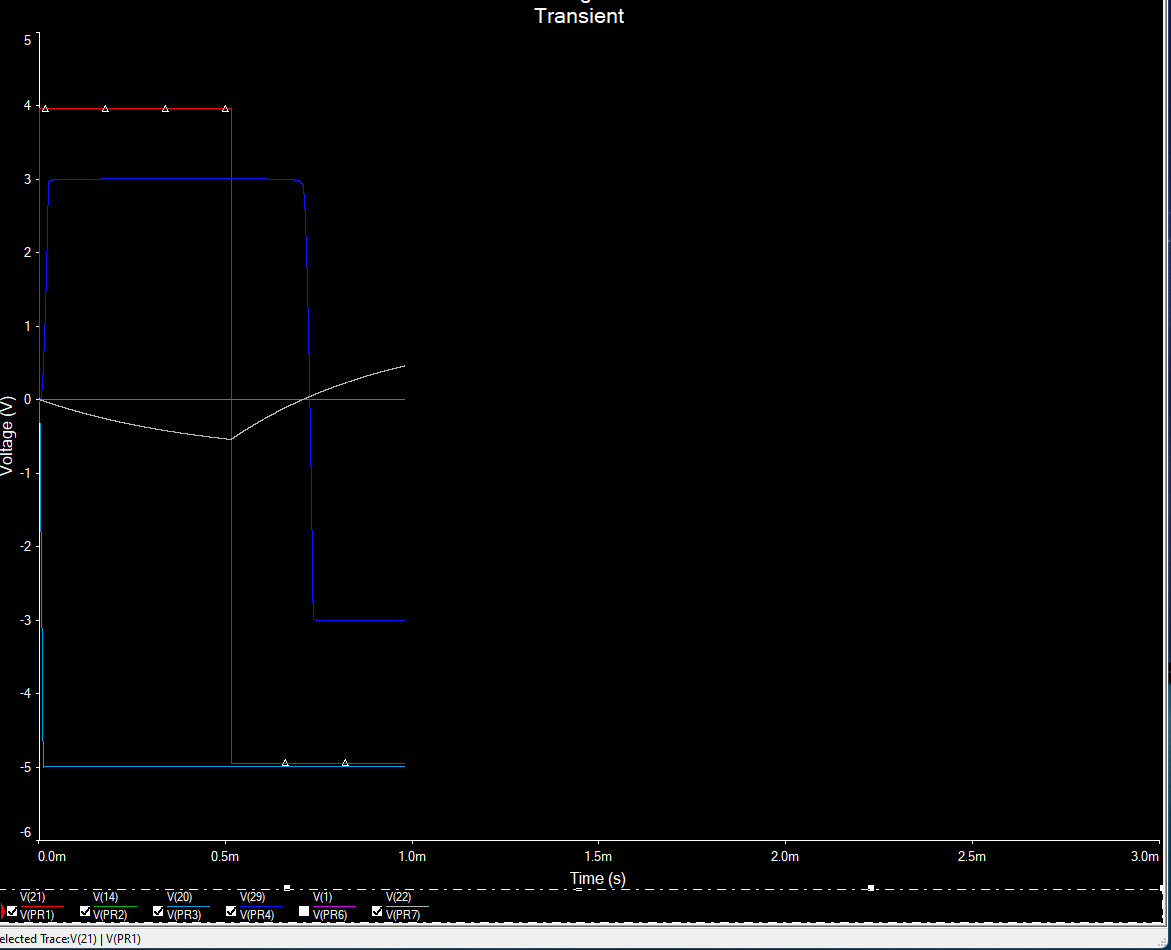 Transient
5
4
3
2
1
0
-1
-2
-3
-4
-5
-6
Voltage (V)
0.0m 0.5m 1.0m 1.5m 2.0m 2.5m 3.0m
Time (s)
V(21) V(14) V(20) V(29) V(1) V(22)
V(PR1) V(PR2) V(PR3) V(PR4) V(PR6) V(PR7)
elected Trace:V(21) | V(PR1)